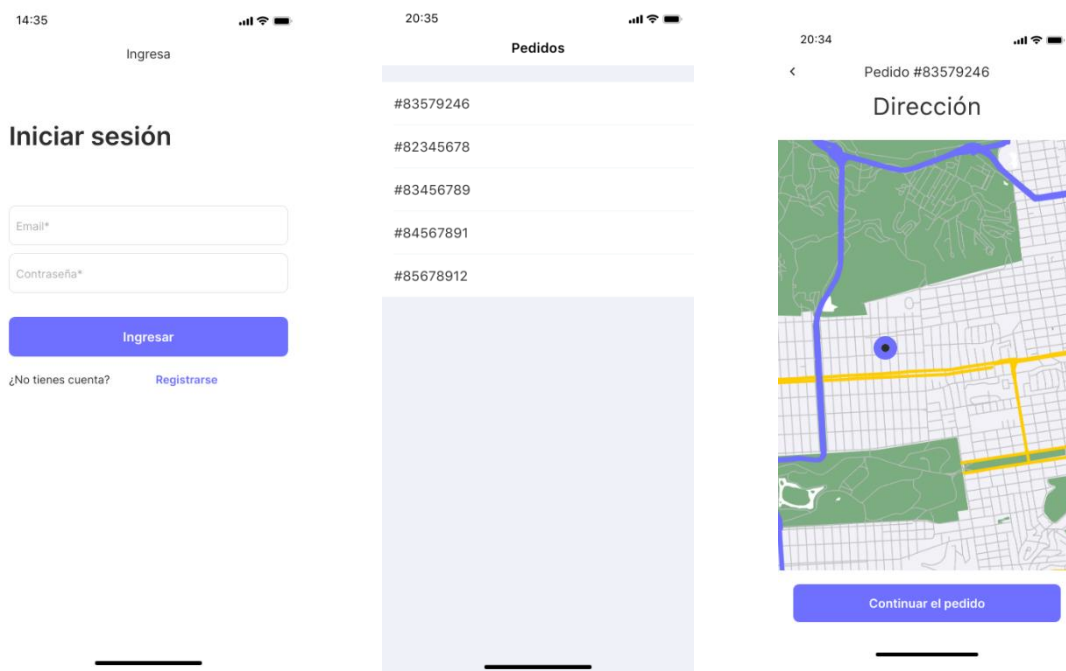 14:35
Ingresa
Iniciar sesión
Email*
Contraseña*
Ingresar
¿No tienes cuenta? Registrarse
20:35
Pedidos
#83579246
#82345678
#83456789
#84567891
#85678912
20:34
Pedido #83579246
Dirección
Continuar el pedido